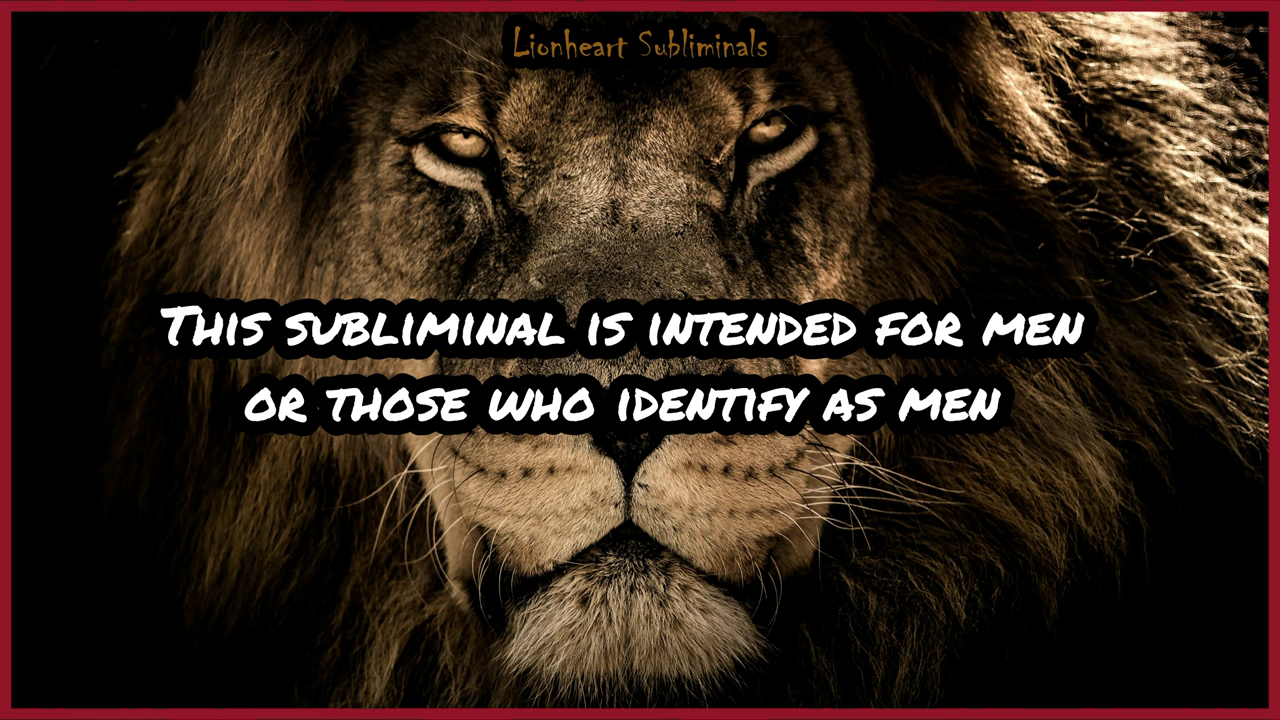 Lionheart Subliminals
This subliminal is intended for men
or those who identify as men